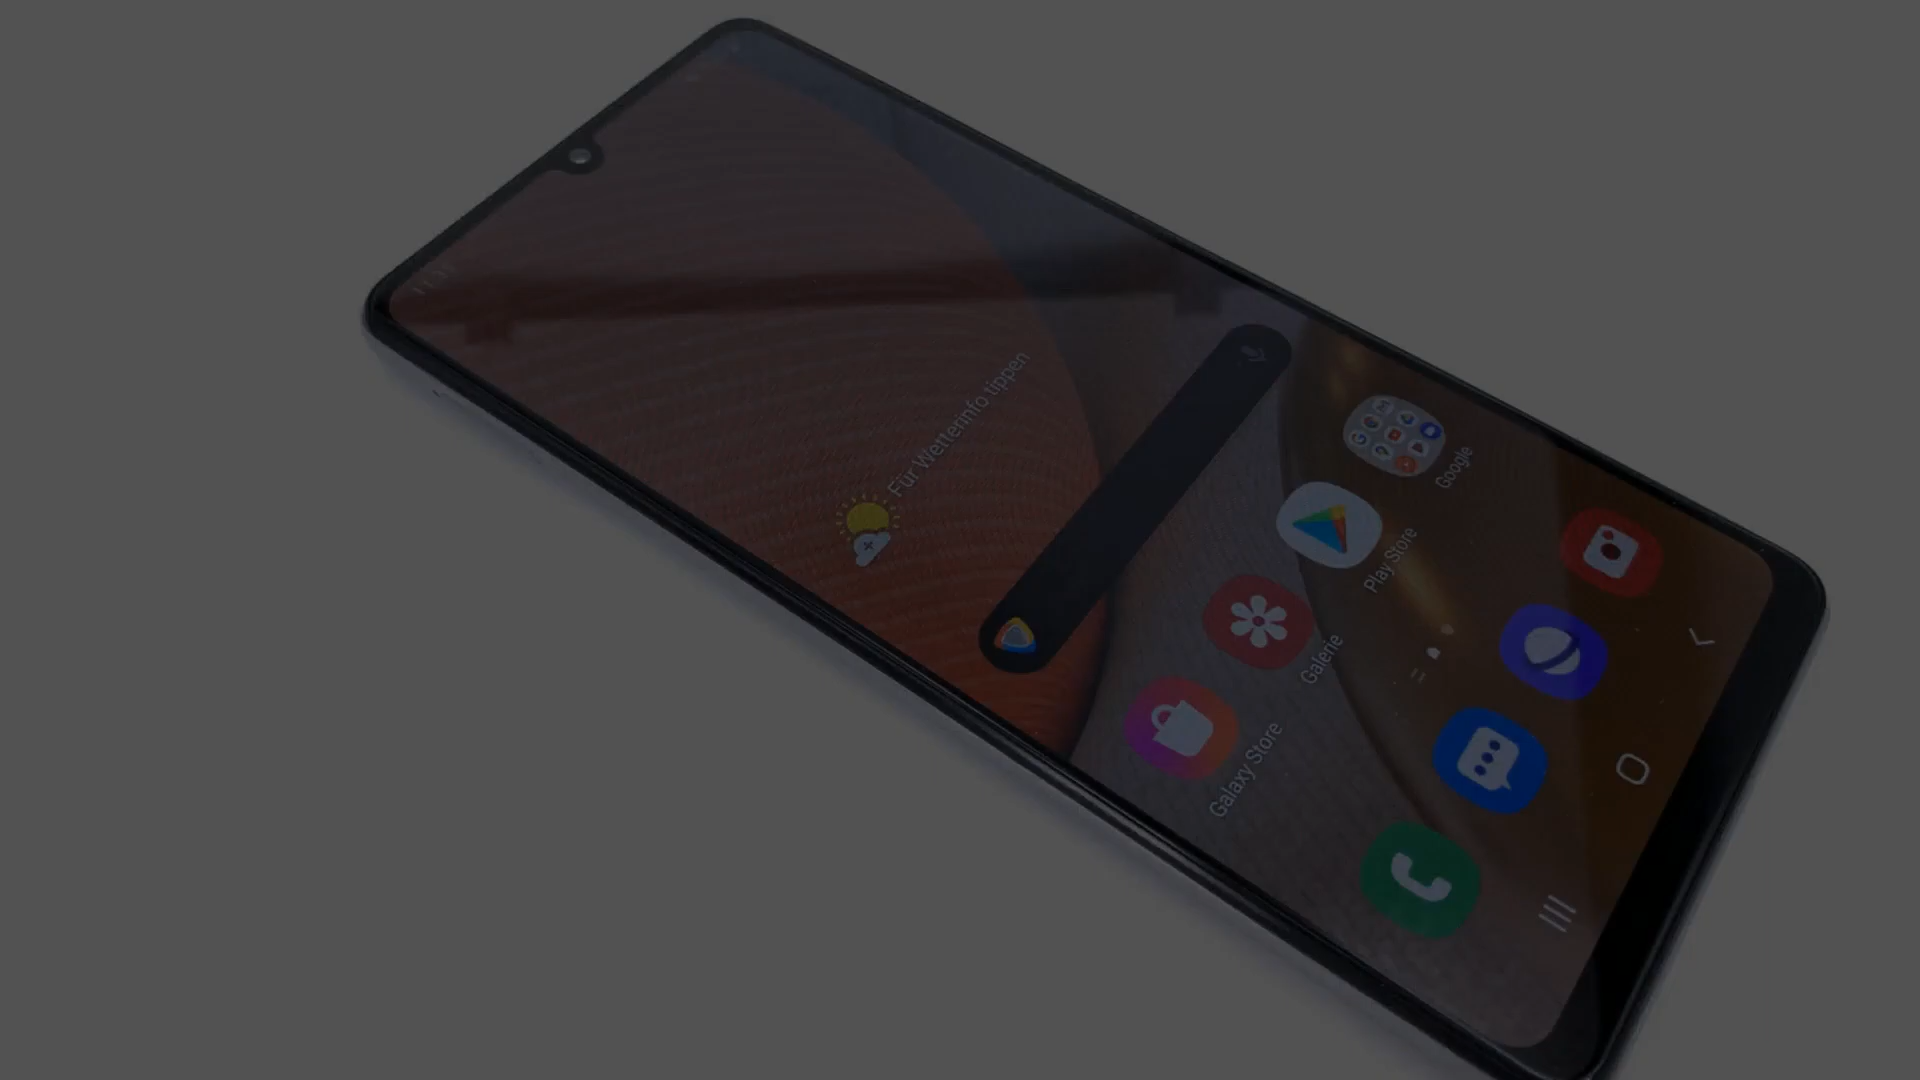 Für Wetterinfo tippen
Galaxy Store
Galerie
Play Store
Google